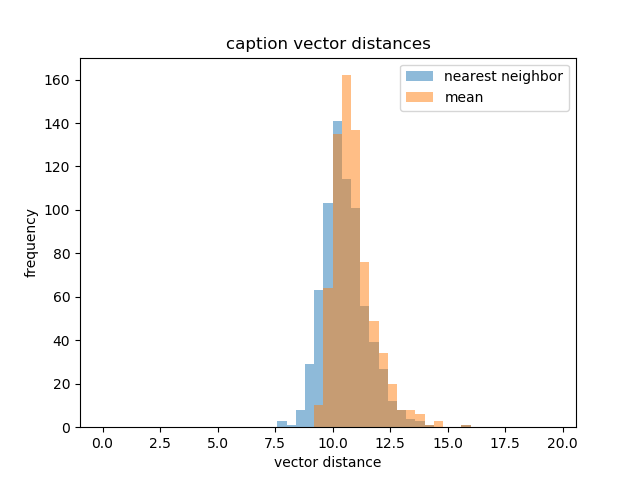 caption vector distances
nearest neighbor
mean
frequency
160
140
120
100
80
60
40
20
0
0.0 2.5 5.0 7.5 10.0 12.5 15.0 17.5 20.0
vector distance